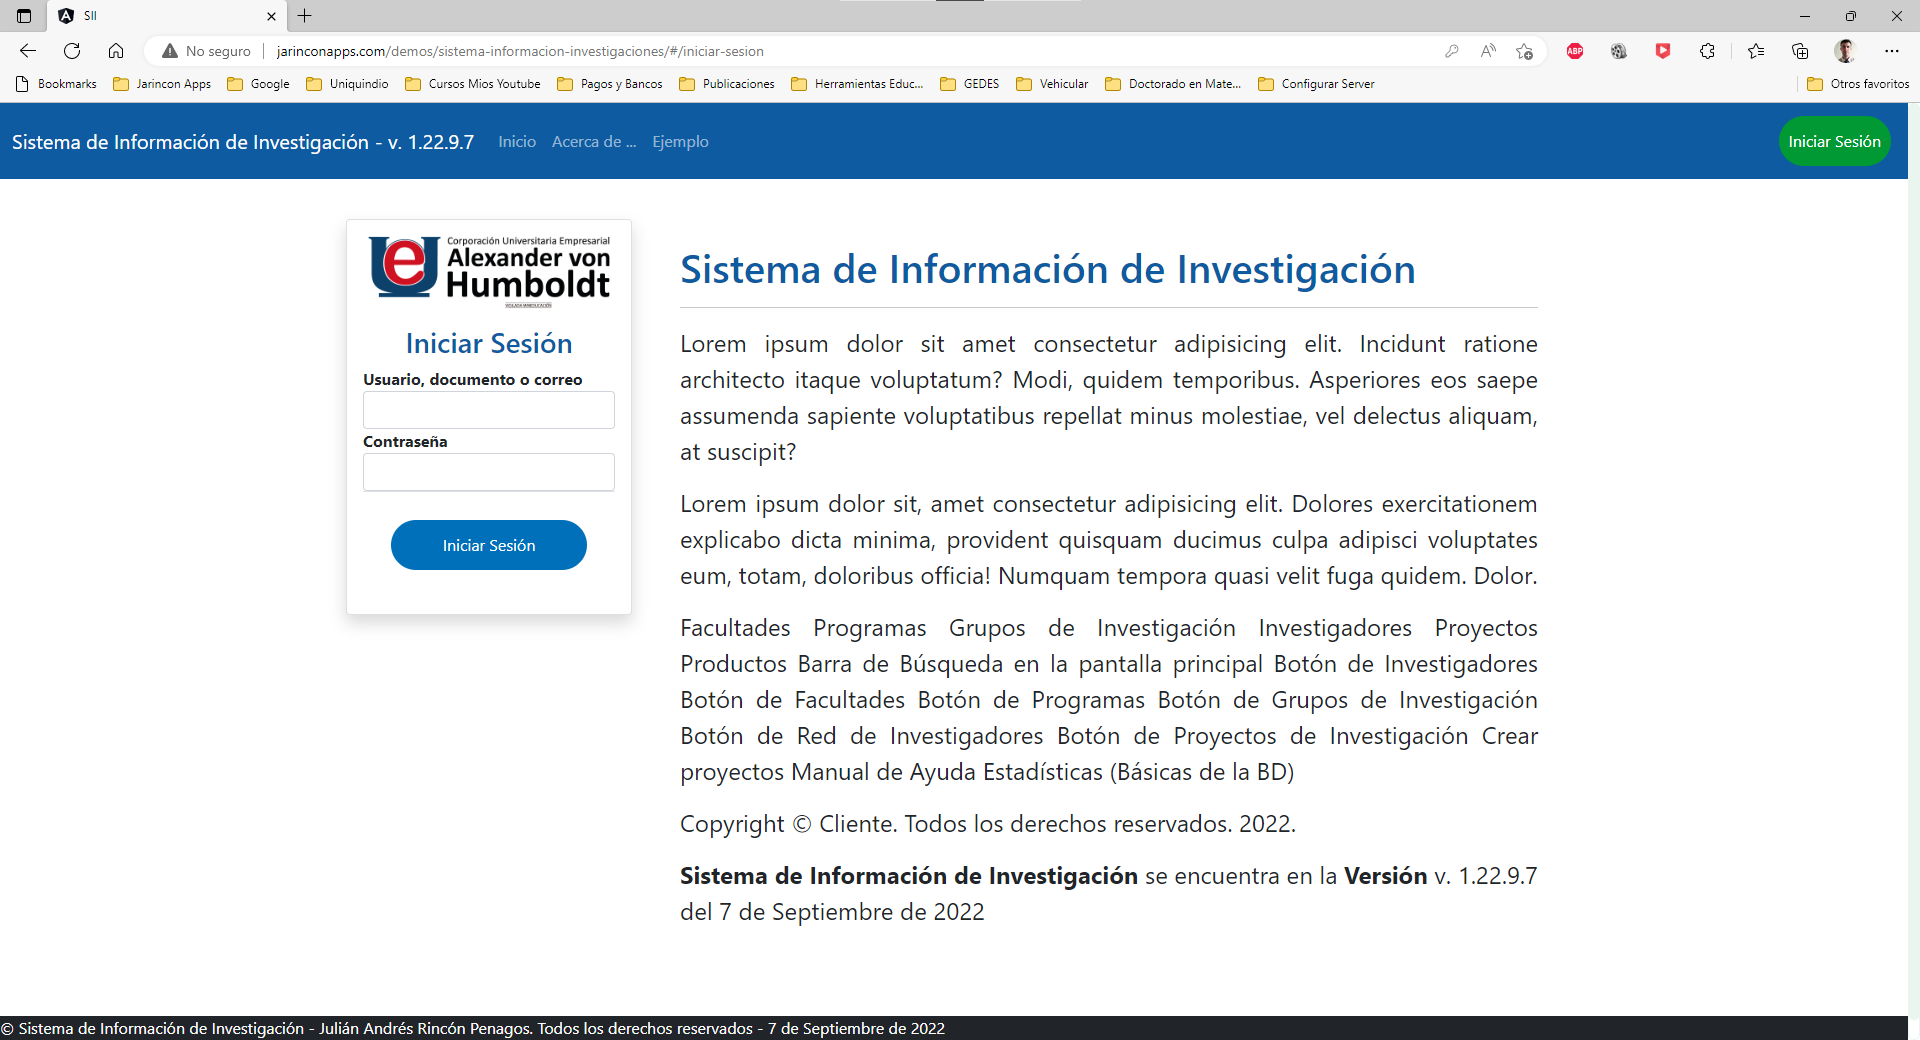 SII
No seguro
jarinconapps.com/demos/sistema-informacion-investigaciones/#/iniciar-sesion
ABP
Bookmarks
Jarincon Apps
Google
Uniquindio
Cursos Mios Youtube
Pagos y Bancos
Publicaciones
Herramientas Educ...
GEDES
Vehicular
Doctorado en Mate...
Configurar Server
Otros favoritos
Sistema de Información de Investigación - v. 1.22.9.7
Inicio
Acerca de ...
Ejemplo
Iniciar Sesión
Corporación Universitaria Empresarial
Alexander von
Humboldt
VIGILADA MINEDUCACIÓN
Iniciar Sesión
Usuario, documento o correo
Contraseña
Iniciar Sesión
Sistema de Información de Investigación
Lorem ipsum dolor sit amet consectetur adipisicing elit. Incidunt ratione
architecto itaque voluptatum? Modi, quidem temporibus. Asperiores eos saepe
assumenda sapiente voluptatibus repellat minus molestiae, vel delectus aliquam,
at suscipit?
Lorem ipsum dolor sit, amet consectetur adipisicing elit. Dolores exercitationem
explicabo dicta minima, provident quisquam ducimus culpa adipisci voluptates
eum, totam, doloribus officia! Numquam tempora quasi velit fuga quidem. Dolor.
Facultades Programas Grupos de Investigación Investigadores Proyectos
Productos Barra de Búsqueda en la pantalla principal Botón de Investigadores
Botón de Facultades Botón de Programas Botón de Grupos de Investigación
Botón de Red de Investigadores Botón de Proyectos de Investigación Crear
proyectos Manual de Ayuda Estadísticas (Básicas de la BD)
Copyright © Cliente. Todos los derechos reservados. 2022.
Sistema de Información de Investigación se encuentra en la Versión v. 1.22.9.7
del 7 de Septiembre de 2022
© Sistema de Información de Investigación - Julián Andrés Rincón Penagos. Todos los derechos reservados - 7 de Septiembre de 2022